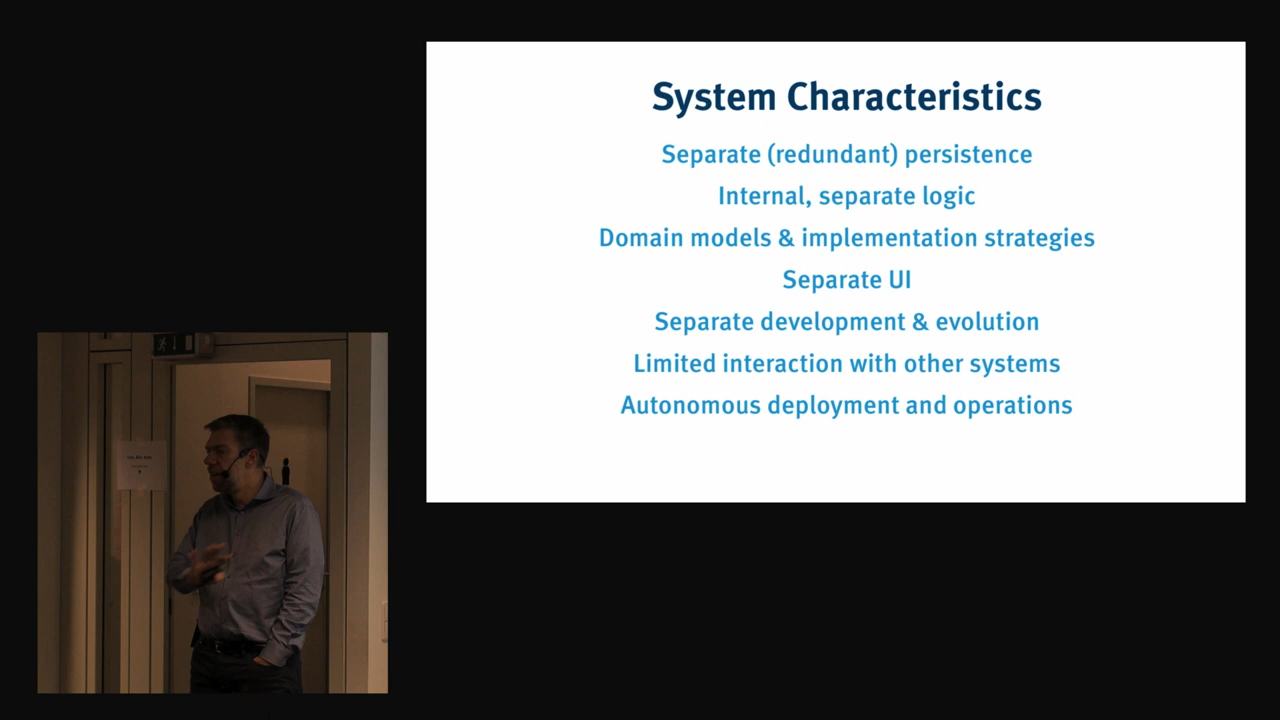 System Characteristics
Separate (redundant) persistence
Internal, separate logic
Domain models & implementation strategies
Separate UI
Separate development & evolution
Limited interaction with other systems
Autonomous deployment and operations